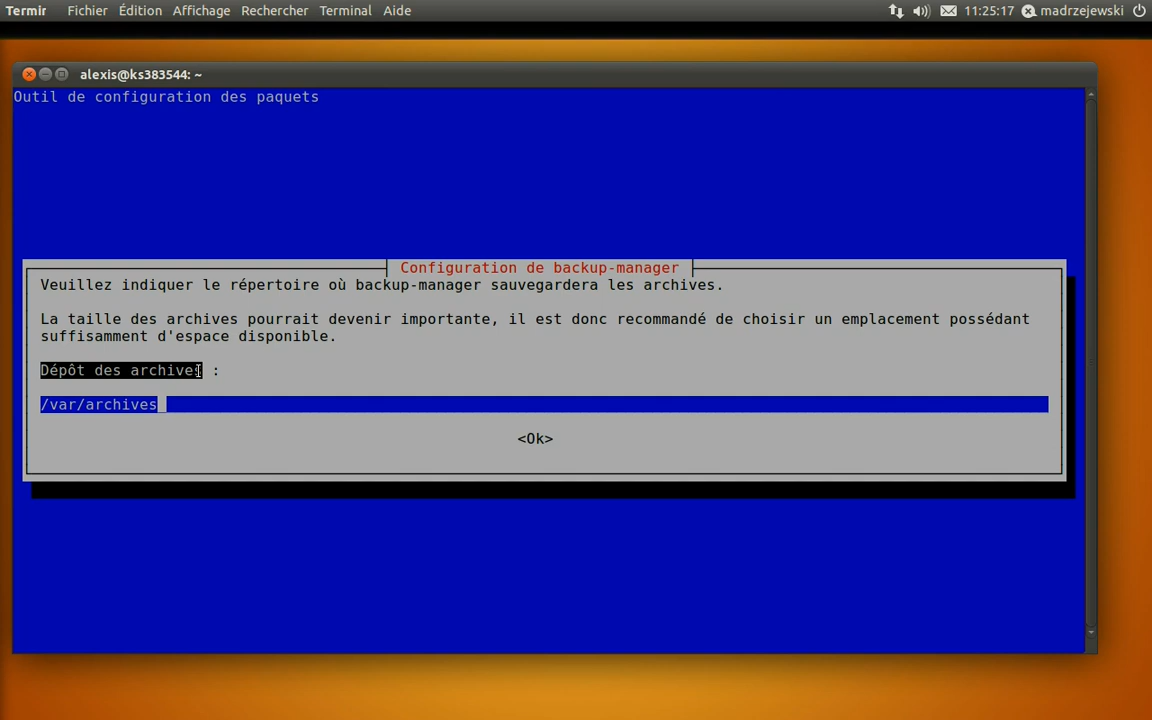 Termir Fichier Édition Affichage Rechercher Terminal Aide 11:25:17 madrzejewski
alexis@ks383544: ~
Outil de configuration des paquets
Configuration de backup-manager
Veuillez indiquer le répertoire où backup-manager sauvegardera les archives.
La taille des archives pourrait devenir importante, il est donc recommandé de choisir un emplacement possédant
suffisamment d'espace disponible.
Dépôt des archives :
/var/archives
<Ok>